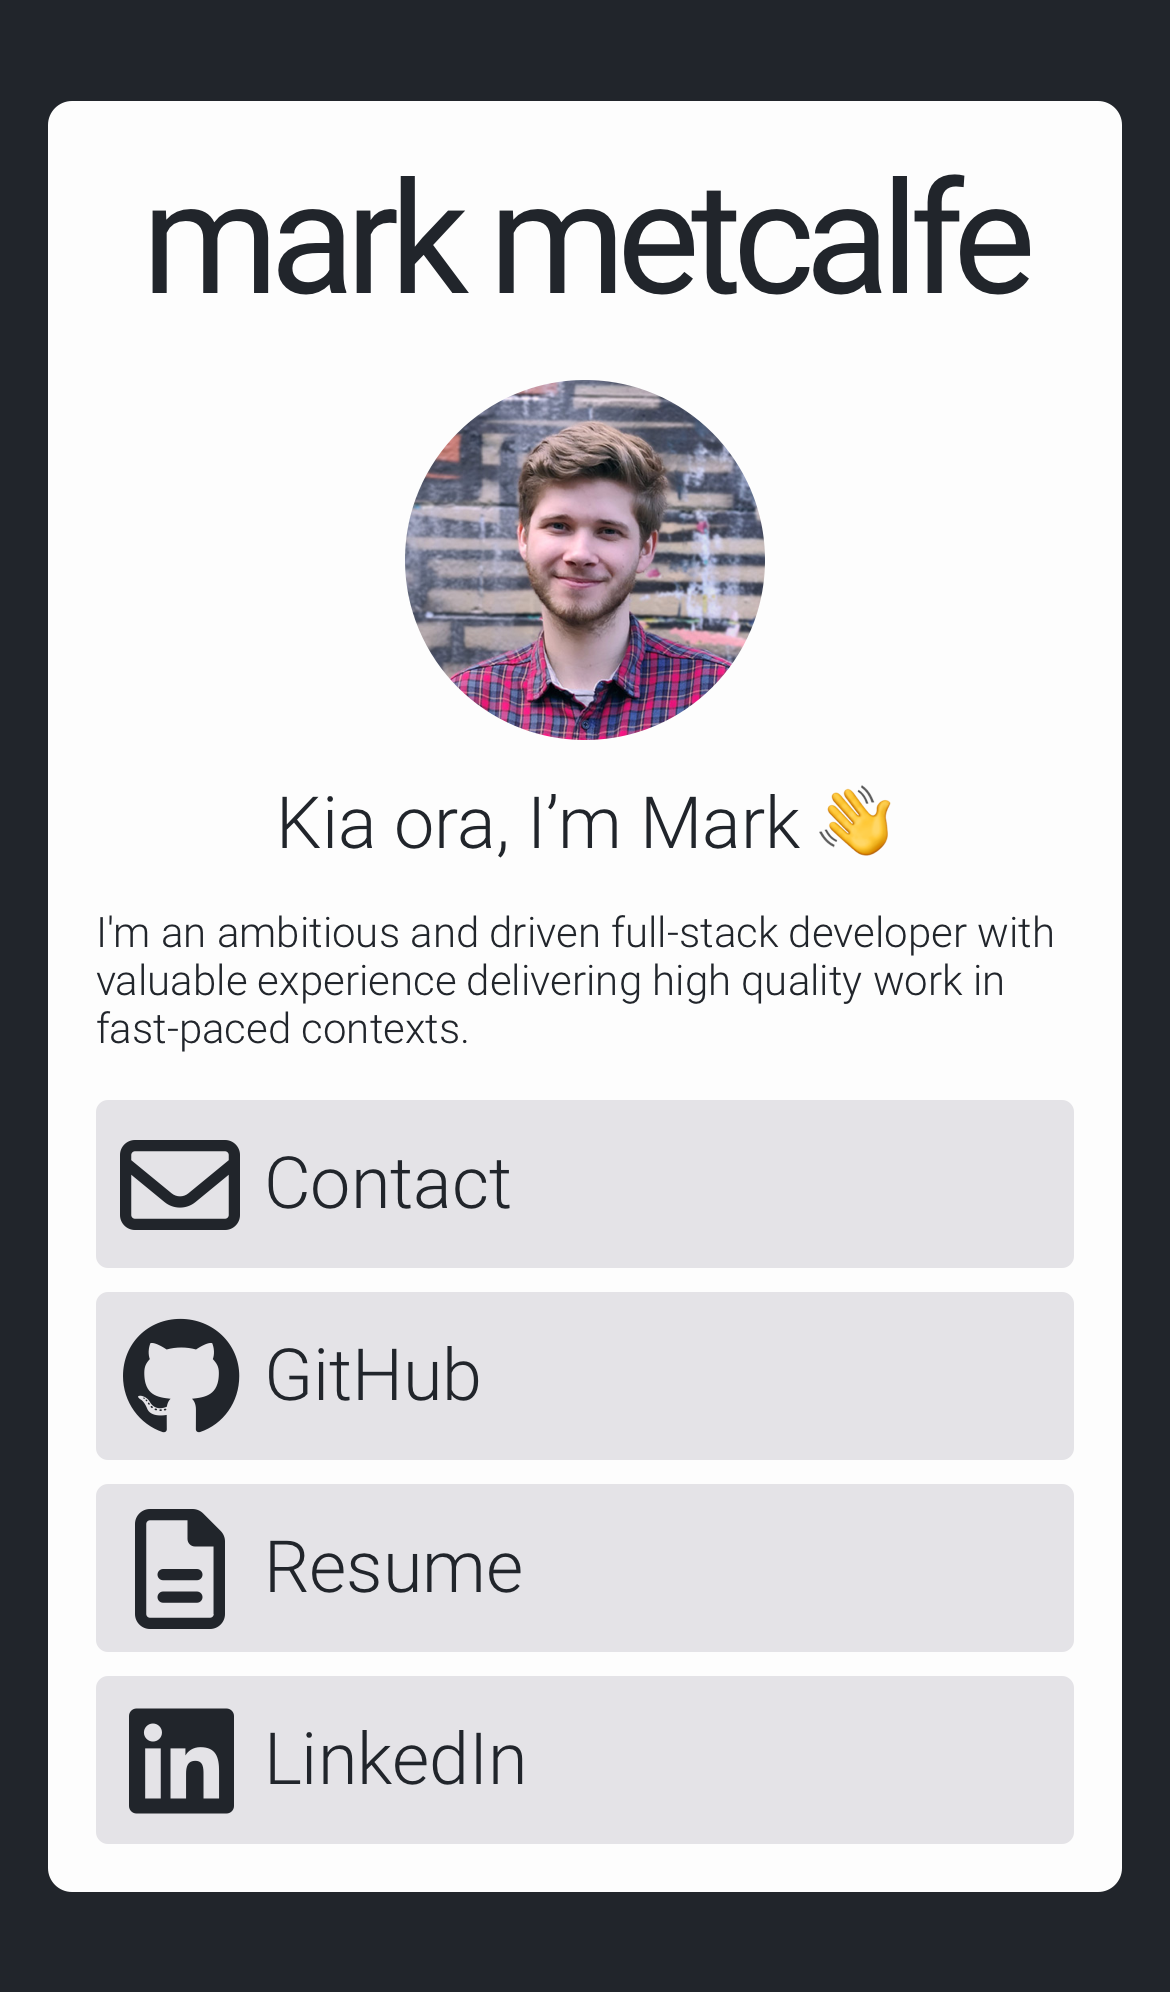 mark metcalfe
Kia ora, I’m Mark 👋
I'm an ambitious and driven full-stack developer with
valuable experience delivering high quality work in
fast-paced contexts.
Contact
GitHub
Resume
in LinkedIn